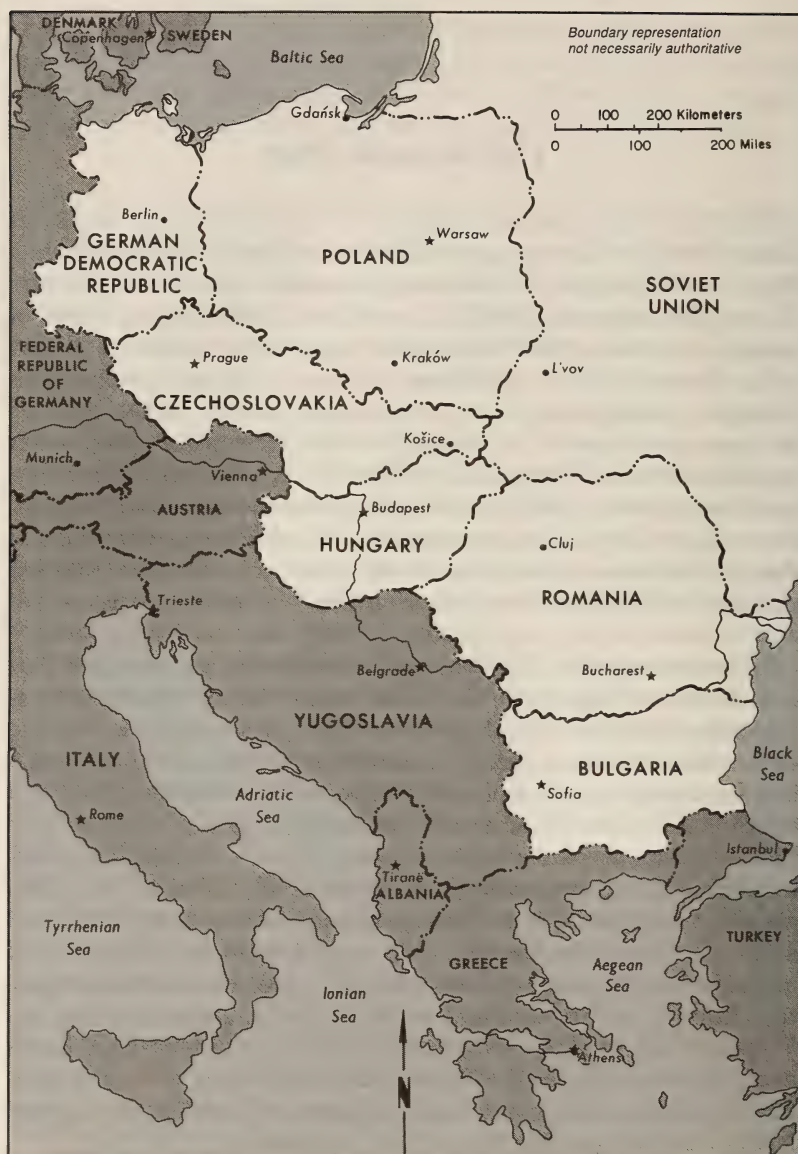 DENMARK
Copenhagen
SWEDEN
Baltic Sea
Boundary representation
not necessarily authoritative
Gdańsk
0 100 200 Kilometers
0 100 200 Miles
Berlin
GERMAN
DEMOCRATIC
REPUBLIC
POLAND
Warsaw
SOVIET
UNION
FEDERAL
REPUBLIC
OF
GERMANY
Prague
Kraków
L'vov
CZECHOSLOVAKIA
Košice
Munich
Vienna
AUSTRIA
Budapest
HUNGARY
Cluj
ROMANIA
Trieste
Belgrade
Bucharest
YUGOSLAVIA
ITALY
BULGARIA
Black
Sea
Adriatic
Sea
Sofia
Rome
Istanbul
Tiranë
ALBANIA
Tyrrhenian
Sea
GREECE
Aegean
Sea
TURKEY
Ionian
Sea
N
Athens